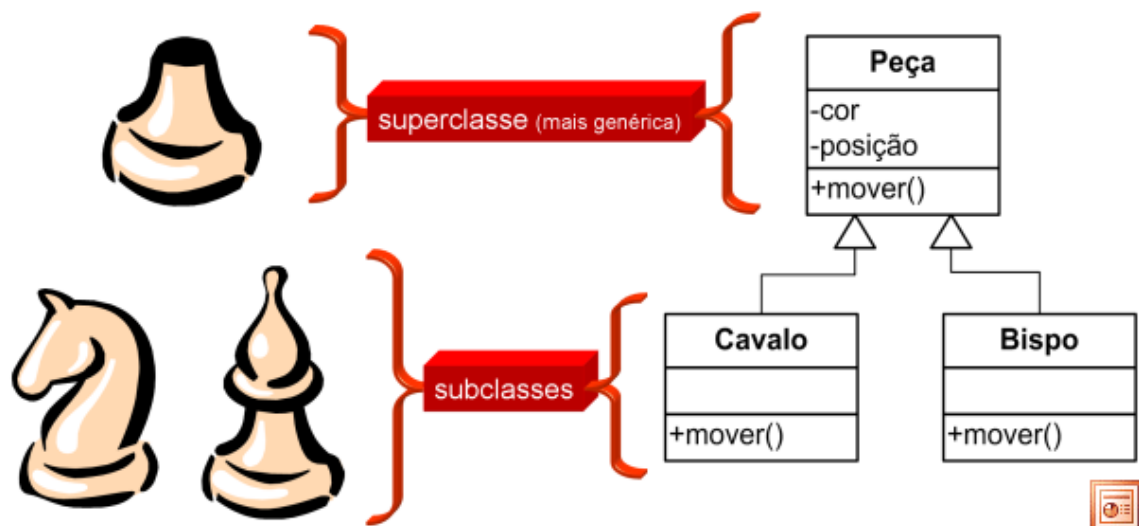 superclasse (mais genérica)
Peça
-cor
-posição
+mover()
subclasses
Cavalo
+mover()
Bispo
+mover()